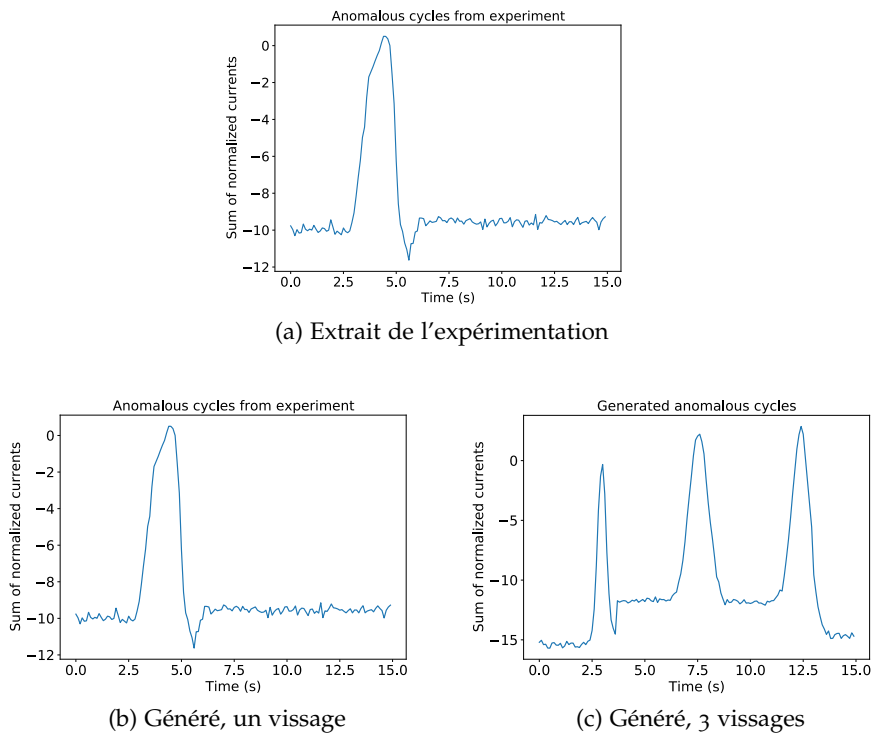 Anomalous cycles from experiment
Sum of normalized currents
0
−2
−4
−6
−8
−10
−12
0.0 2.5 5.0 7.5 10.0 12.5 15.0
Time (s)
(a) Extrait de l'expérimentation
Anomalous cycles from experiment
Sum of normalized currents
0
−2
−4
−6
−8
−10
−12
0.0 2.5 5.0 7.5 10.0 12.5 15.0
Time (s)
(b) Généré, un vissage
Generated anomalous cycles
Sum of normalized currents
0
−5
−10
−15
0.0 2.5 5.0 7.5 10.0 12.5 15.0
Time (s)
(c) Généré, 3 vissages